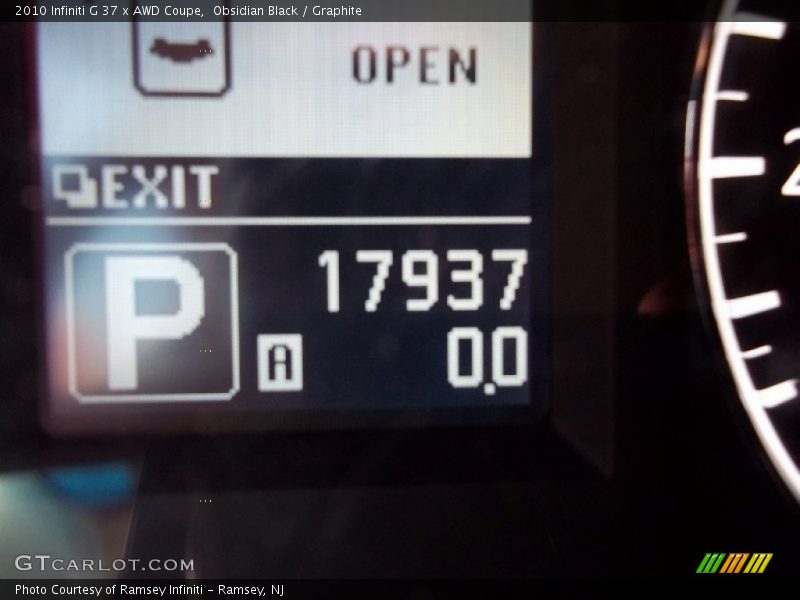 2010 Infiniti G 37 x AWD Coupe,  Obsidian Black / Graphite
OPEN
EXIT
P
17937
A
0.0
2
GTCARLOT.COM
Photo Courtesy of Ramsey Infiniti - Ramsey, NJ